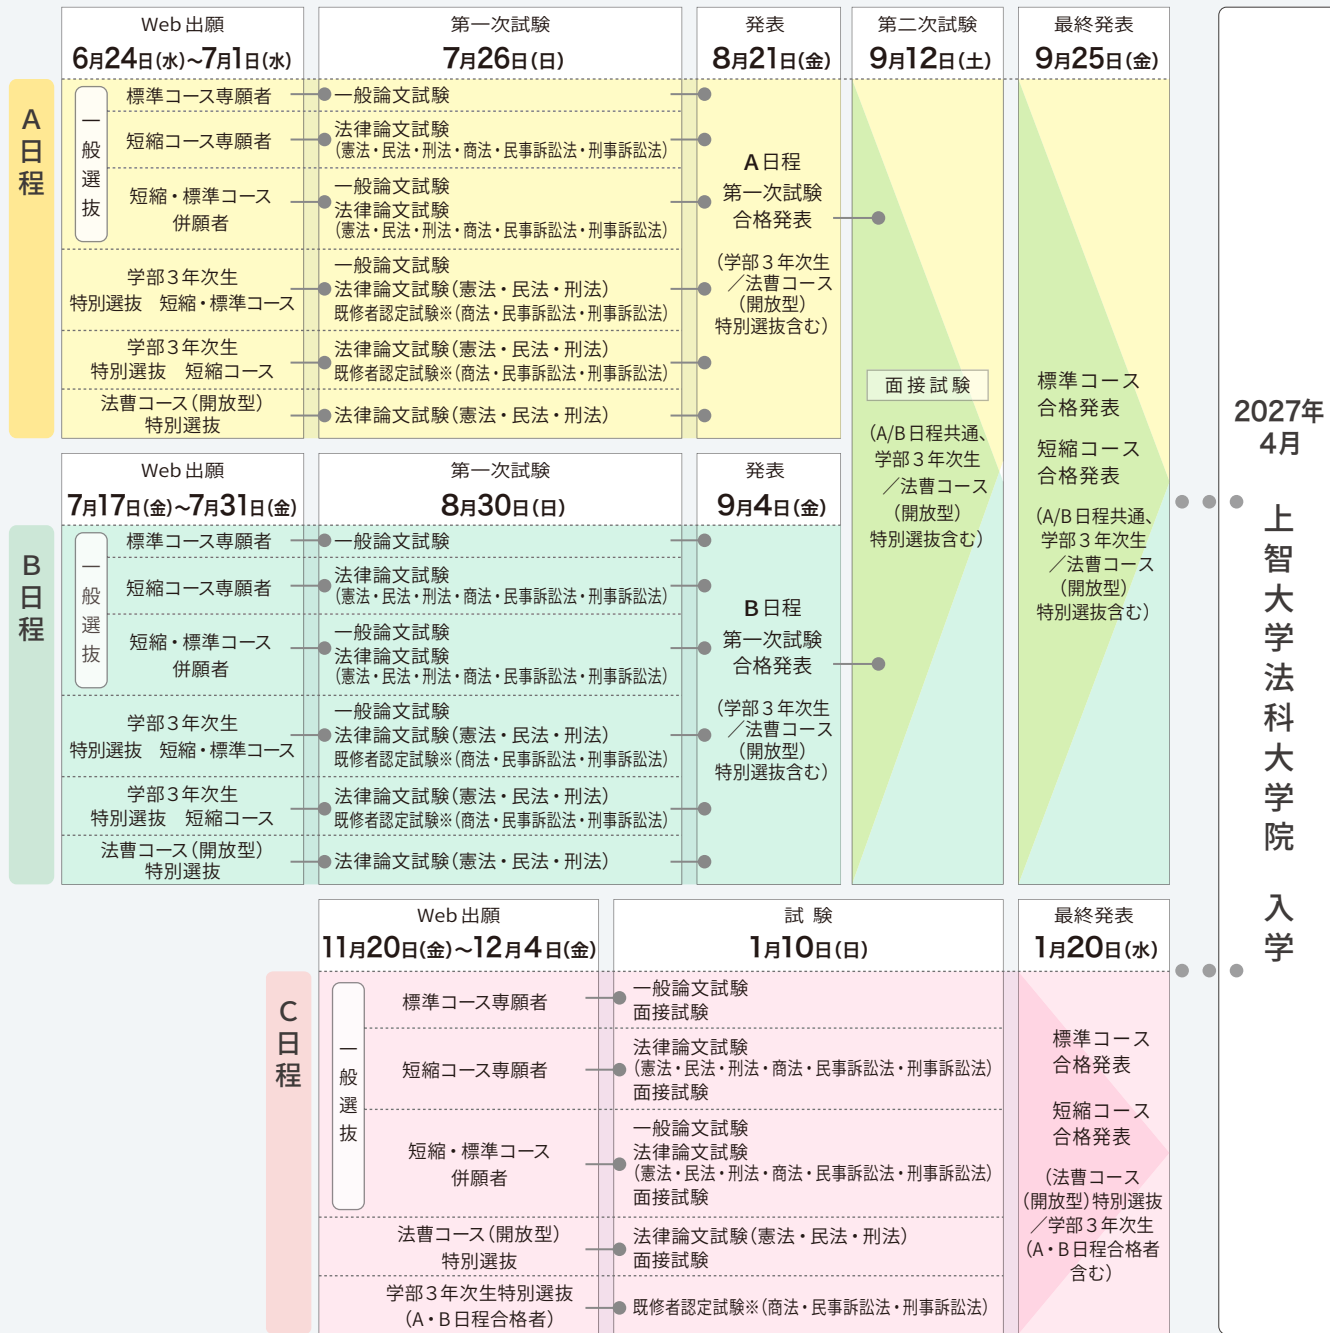 A日程
Web出願
6月24日(水)～7月1日(水)
第一次試験
7月26日(日)
発表
8月21日(金)
第二次試験
9月12日(土)
最終発表
9月25日(金)
一般選抜
標準コース専願者
一般論文試験
短縮コース専願者
法律論文試験
(憲法・民法・刑法・商法・民事訴訟法・刑事訴訟法)
短縮・標準コース
併願者
一般論文試験
法律論文試験
(憲法・民法・刑法・商法・民事訴訟法・刑事訴訟法)
学部3年次生
特別選抜　短縮・標準コース
一般論文試験
法律論文試験(憲法・民法・刑法)
既修者認定試験※(商法・民事訴訟法・刑事訴訟法)
学部3年次生
特別選抜　短縮コース
法律論文試験(憲法・民法・刑法)
既修者認定試験※(商法・民事訴訟法・刑事訴訟法)
法曹コース(開放型)
特別選抜
法律論文試験(憲法・民法・刑法)
A日程
第一次試験
合格発表
(学部3年次生
／法曹コース
(開放型)
特別選抜含む)
B日程
Web出願
7月17日(金)～7月31日(金)
第一次試験
8月30日(日)
発表
9月4日(金)
一般選抜
標準コース専願者
一般論文試験
短縮コース専願者
法律論文試験
(憲法・民法・刑法・商法・民事訴訟法・刑事訴訟法)
短縮・標準コース
併願者
一般論文試験
法律論文試験
(憲法・民法・刑法・商法・民事訴訟法・刑事訴訟法)
学部3年次生
特別選抜　短縮・標準コース
一般論文試験
法律論文試験(憲法・民法・刑法)
既修者認定試験※(商法・民事訴訟法・刑事訴訟法)
学部3年次生
特別選抜　短縮コース
法律論文試験(憲法・民法・刑法)
既修者認定試験※(商法・民事訴訟法・刑事訴訟法)
法曹コース(開放型)
特別選抜
法律論文試験(憲法・民法・刑法)
B日程
第一次試験
合格発表
(学部3年次生
／法曹コース
(開放型)
特別選抜含む)
面接試験
(A/B日程共通、
学部3年次生
／法曹コース
(開放型)
特別選抜含む)
標準コース
合格発表
短縮コース
合格発表
(A/B日程共通、
学部3年次生
／法曹コース
(開放型)
特別選抜含む)
C日程
Web出願
11月20日(金)～12月4日(金)
試験
1月10日(日)
最終発表
1月20日(水)
一般選抜
標準コース専願者
一般論文試験
面接試験
短縮コース専願者
法律論文試験
(憲法・民法・刑法・商法・民事訴訟法・刑事訴訟法)
面接試験
短縮・標準コース
併願者
一般論文試験
法律論文試験
(憲法・民法・刑法・商法・民事訴訟法・刑事訴訟法)
面接試験
法曹コース(開放型)
特別選抜
法律論文試験(憲法・民法・刑法)
面接試験
学部3年次生特別選抜
(A・B日程合格者)
既修者認定試験※(商法・民事訴訟法・刑事訴訟法)
標準コース
合格発表
短縮コース
合格発表
(法曹コース
(開放型)特別選抜
／学部3年次生
(A・B日程合格者
含む)
2027年
4月
上智大学法科大学院　入学